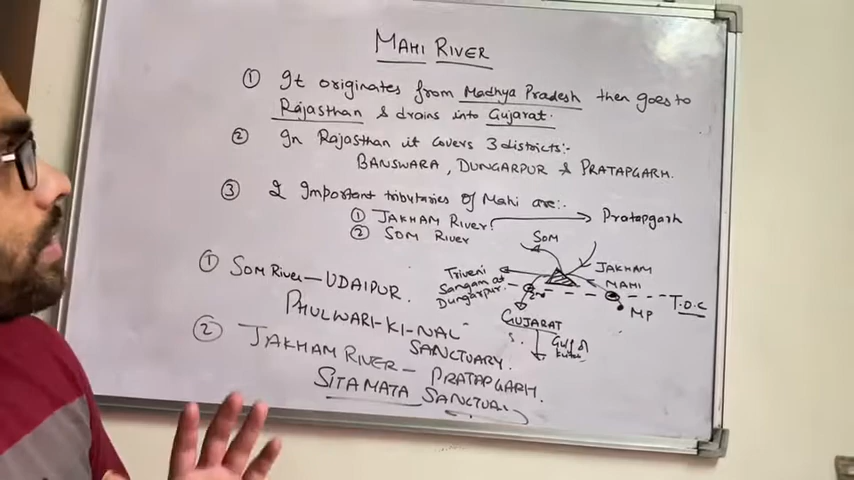 MAHI RIVER
① It originates from Madhya Pradesh then goes to
Rajasthan & drains into Gujarat.
② In Rajasthan it covers 3 districts:-
BANSWARA, DUNGARPUR & PRATAPGARH.
③ 2 Important tributaries of Mahi are:-
① JAKHAM River → Pratapgarh
② SOM River
SOM
JAKHAM
MAHI
Triveni
Sangam at
Dungarpur.
T.O.C
MP
GUJARAT
Gulf of
① SOM River – UDAIPUR.
PHULWARI-KI-NAL
SANCTUARY.
② JAKHAM RIVER – PRATAPGARH.
SITAMATA